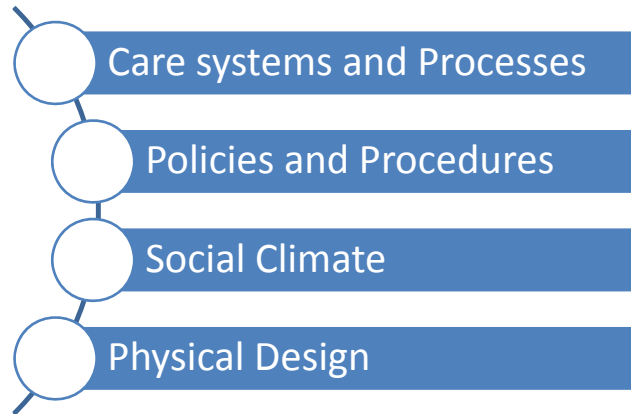 Care systems and Processes
Policies and Procedures
Social Climate
Physical Design